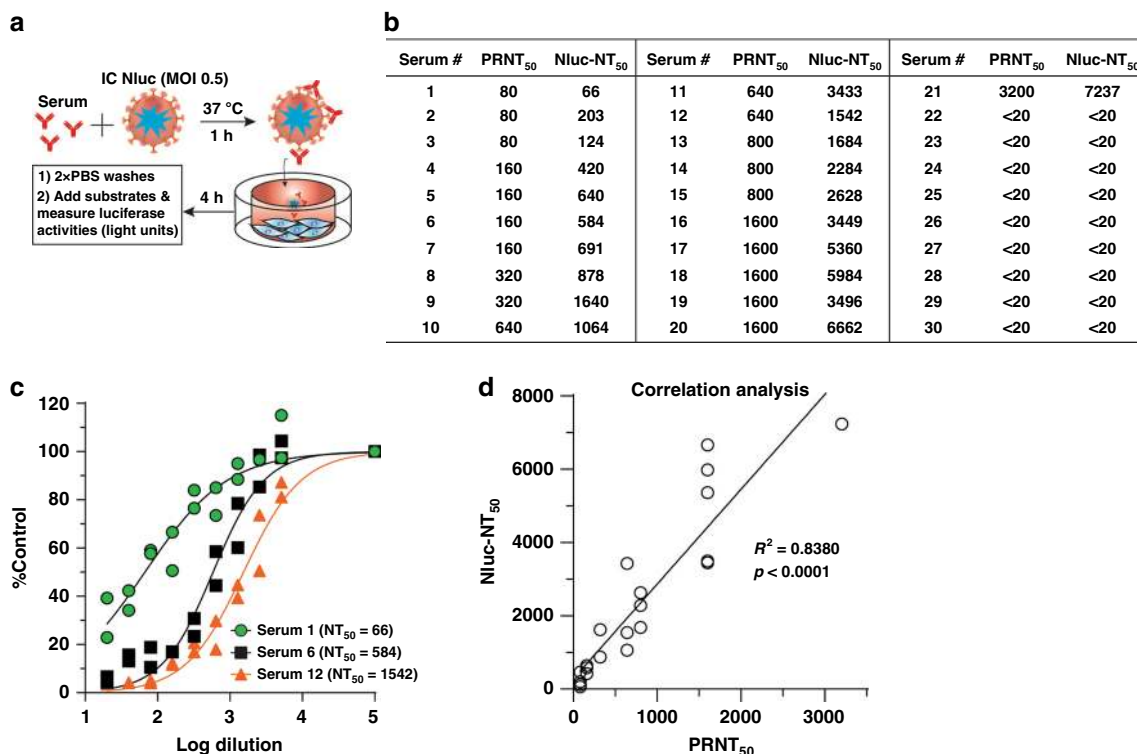 a
IC Nluc (MOI 0.5)
Serum
37 °C
1 h
1) 2×PBS washes
2) Add substrates &
measure luciferase
activities (light units)
4 h
b
Serum # PRNT50 Nluc-NT50 Serum # PRNT50 Nluc-NT50 Serum # PRNT50 Nluc-NT50
1 80 66 11 640 3433 21 3200 7237
2 80 203 12 640 1542 22 <20 <20
3 80 124 13 800 1684 23 <20 <20
4 160 420 14 800 2284 24 <20 <20
5 160 640 15 800 2628 25 <20 <20
6 160 584 16 1600 3449 26 <20 <20
7 160 691 17 1600 5360 27 <20 <20
8 320 878 18 1600 5984 28 <20 <20
9 320 1640 19 1600 3496 29 <20 <20
10 640 1064 20 1600 6662 30 <20 <20
c
120
100
80
60
40
20
0
%Control
Serum 1 (NT50 = 66)
Serum 6 (NT50 = 584)
Serum 12 (NT50 = 1542)
1 2 3 4 5
Log dilution
d
Correlation analysis
8000
6000
4000
2000
0
Nluc-NT50
R2 = 0.8380
p < 0.0001
0 1000 2000 3000
PRNT50